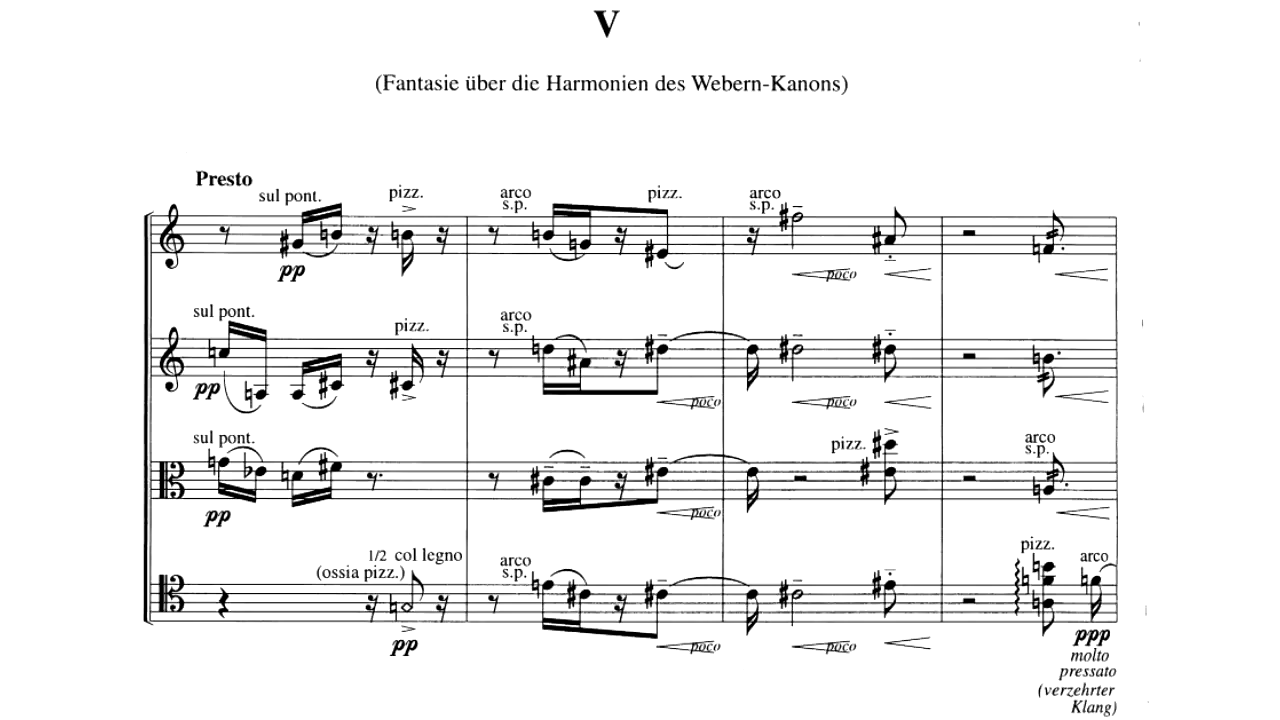 V
(Fantasie über die Harmonien des Webern-Kanons)
Presto
sul pont.
pizz.
arco
s.p.
pizz.
arco
s.p.
pp
poco
sul pont.
pizz.
arco
s.p.
pp
poco
poco
sul pont.
pizz.
arco
s.p.
pp
poco
1/2 col legno
(ossia pizz.)
arco
s.p.
pizz.
arco
pp
poco
poco
ppp
molto
pressato
(verzehrter
Klang)